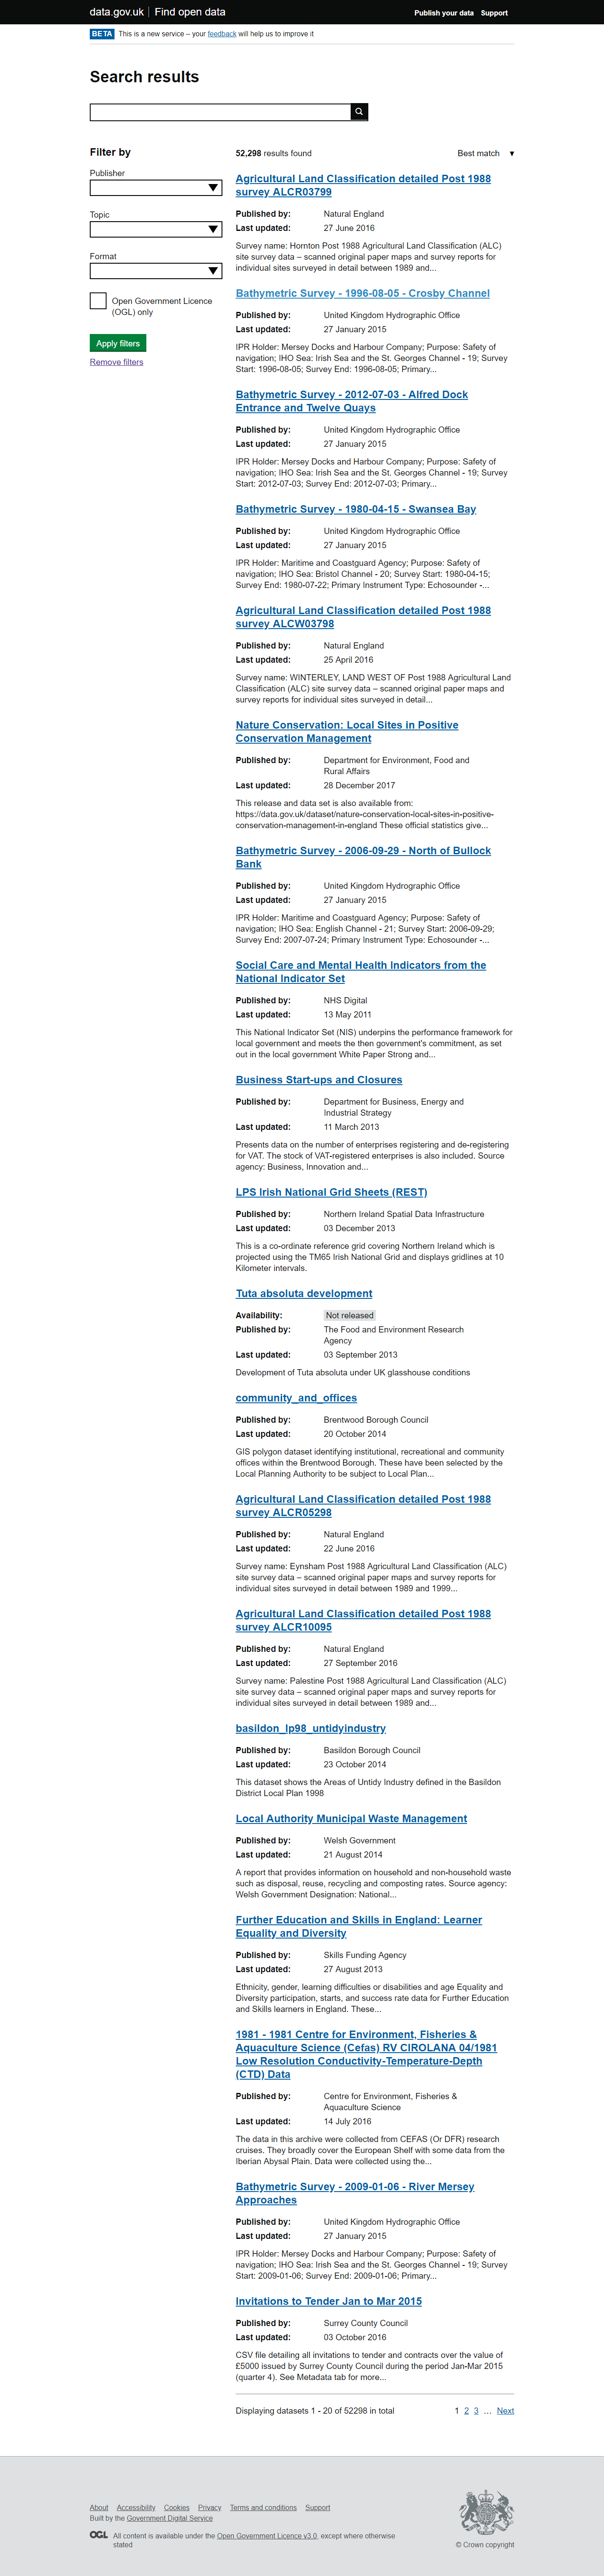 data.gov.uk | Find open data
Publish your data Support
BETA This is a new service – your feedback will help us to improve it
Search results
Filter by
Publisher
Topic
Format
Open Government Licence
(OGL) only
Apply filters
Remove filters
52,298 results found
Best match
Agricultural Land Classification detailed Post 1988
survey ALCR03799
Published by: Natural England
Last updated: 27 June 2016
Survey name: Hornton Post 1988 Agricultural Land Classification (ALC)
site survey data – scanned original paper maps and survey reports for
individual sites surveyed in detail between 1989 and...
Bathymetric Survey - 1996-08-05 - Crosby Channel
Published by: United Kingdom Hydrographic Office
Last updated: 27 January 2015
IPR Holder: Mersey Docks and Harbour Company; Purpose: Safety of
navigation; IHO Sea: Irish Sea and the St. Georges Channel - 19; Survey
Start: 1996-08-05; Survey End: 1996-08-05; Primary...
Bathymetric Survey - 2012-07-03 - Alfred Dock
Entrance and Twelve Quays
Published by: United Kingdom Hydrographic Office
Last updated: 27 January 2015
IPR Holder: Mersey Docks and Harbour Company; Purpose: Safety of
navigation; IHO Sea: Irish Sea and the St. Georges Channel - 19; Survey
Start: 2012-07-03; Survey End: 2012-07-03; Primary...
Bathymetric Survey - 1980-04-15 - Swansea Bay
Published by: United Kingdom Hydrographic Office
Last updated: 27 January 2015
IPR Holder: Maritime and Coastguard Agency; Purpose: Safety of
navigation; IHO Sea: Bristol Channel - 20; Survey Start: 1980-04-15;
Survey End: 1980-07-22; Primary Instrument Type: Echosounder -...
Agricultural Land Classification detailed Post 1988
survey ALCW03798
Published by: Natural England
Last updated: 25 April 2016
Survey name: WINTERLEY, LAND WEST OF Post 1988 Agricultural Land
Classification (ALC) site survey data – scanned original paper maps and
survey reports for individual sites surveyed in detail...
Nature Conservation: Local Sites in Positive
Conservation Management
Published by: Department for Environment, Food and
Rural Affairs
Last updated: 28 December 2017
This release and data set is also available from:
https://data.gov.uk/dataset/nature-conservation-local-sites-in-positive-
conservation-management-in-england These official statistics give...
Bathymetric Survey - 2006-09-29 - North of Bullock
Bank
Published by: United Kingdom Hydrographic Office
Last updated: 27 January 2015
IPR Holder: Maritime and Coastguard Agency; Purpose: Safety of
navigation; IHO Sea: English Channel - 21; Survey Start: 2006-09-29;
Survey End: 2007-07-24; Primary Instrument Type: Echosounder -...
Social Care and Mental Health Indicators from the
National Indicator Set
Published by: NHS Digital
Last updated: 13 May 2011
This National Indicator Set (NIS) underpins the performance framework for
local government and meets the then government's commitment, as set
out in the local government White Paper Strong and...
Business Start-ups and Closures
Published by: Department for Business, Energy and
Industrial Strategy
Last updated: 11 March 2013
Presents data on the number of enterprises registering and de-registering
for VAT. The stock of VAT-registered enterprises is also included. Source
agency: Business, Innovation and...
LPS Irish National Grid Sheets (REST)
Published by: Northern Ireland Spatial Data Infrastructure
Last updated: 03 December 2013
This is a co-ordinate reference grid covering Northern Ireland which is
projected using the TM65 Irish National Grid and displays gridlines at 10
Kilometer intervals.
Tuta absoluta development
Availability: Not released
Published by: The Food and Environment Research
Agency
Last updated: 03 September 2013
Development of Tuta absoluta under UK glasshouse conditions
community_and_offices
Published by: Brentwood Borough Council
Last updated: 20 October 2014
GIS polygon dataset identifying institutional, recreational and community
offices within the Brentwood Borough. These have been selected by the
Local Planning Authority to be subject to Local Plan...
Agricultural Land Classification detailed Post 1988
survey ALCR05298
Published by: Natural England
Last updated: 22 June 2016
Survey name: Eynsham Post 1988 Agricultural Land Classification (ALC)
site survey data – scanned original paper maps and survey reports for
individual sites surveyed in detail between 1989 and 1999...
Agricultural Land Classification detailed Post 1988
survey ALCR10095
Published by: Natural England
Last updated: 27 September 2016
Survey name: Palestine Post 1988 Agricultural Land Classification (ALC)
site survey data – scanned original paper maps and survey reports for
individual sites surveyed in detail between 1989 and...
basildon_lp98_untidyindustry
Published by: Basildon Borough Council
Last updated: 23 October 2014
This dataset shows the Areas of Untidy Industry defined in the Basildon
District Local Plan 1998
Local Authority Municipal Waste Management
Published by: Welsh Government
Last updated: 21 August 2014
A report that provides information on household and non-household waste
such as disposal, reuse, recycling and composting rates. Source agency:
Welsh Government Designation: National...
Further Education and Skills in England: Learner
Equality and Diversity
Published by: Skills Funding Agency
Last updated: 27 August 2013
Ethnicity, gender, learning difficulties or disabilities and age Equality and
Diversity participation, starts, and success rate data for Further Education
and Skills learners in England. These...
1981 - 1981 Centre for Environment, Fisheries &
Aquaculture Science (Cefas) RV CIROLANA 04/1981
Low Resolution Conductivity-Temperature-Depth
(CTD) Data
Published by: Centre for Environment, Fisheries &
Aquaculture Science
Last updated: 14 July 2016
The data in this archive were collected from CEFAS (Or DFR) research
cruises. They broadly cover the European Shelf with some data from the
Iberian Abysal Plain. Data were collected using the...
Bathymetric Survey - 2009-01-06 - River Mersey
Approaches
Published by: United Kingdom Hydrographic Office
Last updated: 27 January 2015
IPR Holder: Mersey Docks and Harbour Company; Purpose: Safety of
navigation; IHO Sea: Irish Sea and the St. Georges Channel - 19; Survey
Start: 2009-01-06; Survey End: 2009-01-06; Primary...
Invitations to Tender Jan to Mar 2015
Published by: Surrey County Council
Last updated: 03 October 2016
CSV file detailing all invitations to tender and contracts over the value of
£5000 issued by Surrey County Council during the period Jan-Mar 2015
(quarter 4). See Metadata tab for more...
Displaying datasets 1 - 20 of 52298 in total
1 2 3 … Next
About Accessibility Cookies Privacy Terms and conditions Support
Built by the Government Digital Service
OGL All content is available under the Open Government Licence v3.0, except where otherwise
stated
© Crown copyright